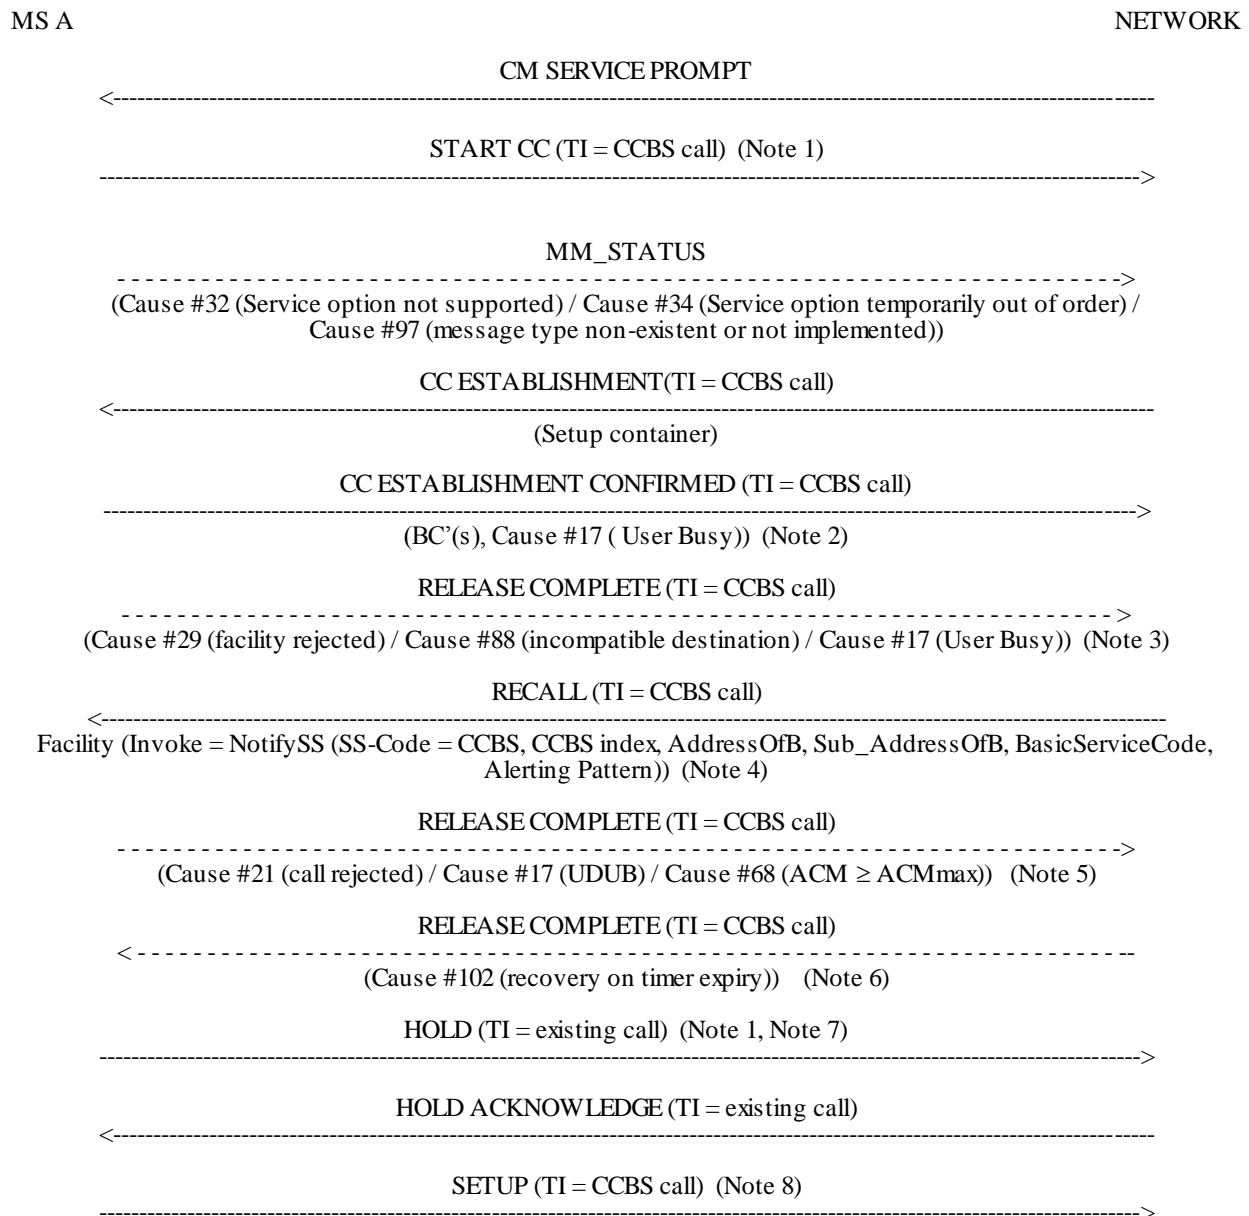 MS A NETWORK
CM SERVICE PROMPT
<------------------------------------------------------------
START CC (TI = CCBS call) (Note 1)
------------------------------------------------------------>
MM_STATUS
- - - - - - - - - - - - - - - - - - - - - - - - - - - - - ->
(Cause #32 (Service option not supported) / Cause #34 (Service option temporarily out of order) /
Cause #97 (message type non-existent or not implemented))
CC ESTABLISHMENT(TI = CCBS call)
<------------------------------------------------------------
(Setup container)
CC ESTABLISHMENT CONFIRMED (TI = CCBS call)
------------------------------------------------------------>
(BC’(s), Cause #17 ( User Busy)) (Note 2)
RELEASE COMPLETE (TI = CCBS call)
- - - - - - - - - - - - - - - - - - - - - - - - - - - - - - >
(Cause #29 (facility rejected) / Cause #88 (incompatible destination) / Cause #17 (User Busy)) (Note 3)
RECALL (TI = CCBS call)
<------------------------------------------------------------
Facility (Invoke = NotifySS (SS-Code = CCBS, CCBS index, AddressOfB, Sub_AddressOfB, BasicServiceCode,
Alerting Pattern)) (Note 4)
RELEASE COMPLETE (TI = CCBS call)
- - - - - - - - - - - - - - - - - - - - - - - - - - - - - ->
(Cause #21 (call rejected) / Cause #17 (UDUB) / Cause #68 (ACM ≥ ACMmax)) (Note 5)
RELEASE COMPLETE (TI = CCBS call)
< - - - - - - - - - - - - - - - - - - - - - - - - - - - - --
(Cause #102 (recovery on timer expiry)) (Note 6)
HOLD (TI = existing call) (Note 1, Note 7)
------------------------------------------------------------>
HOLD ACKNOWLEDGE (TI = existing call)
<------------------------------------------------------------
SETUP (TI = CCBS call) (Note 8)
------------------------------------------------------------>